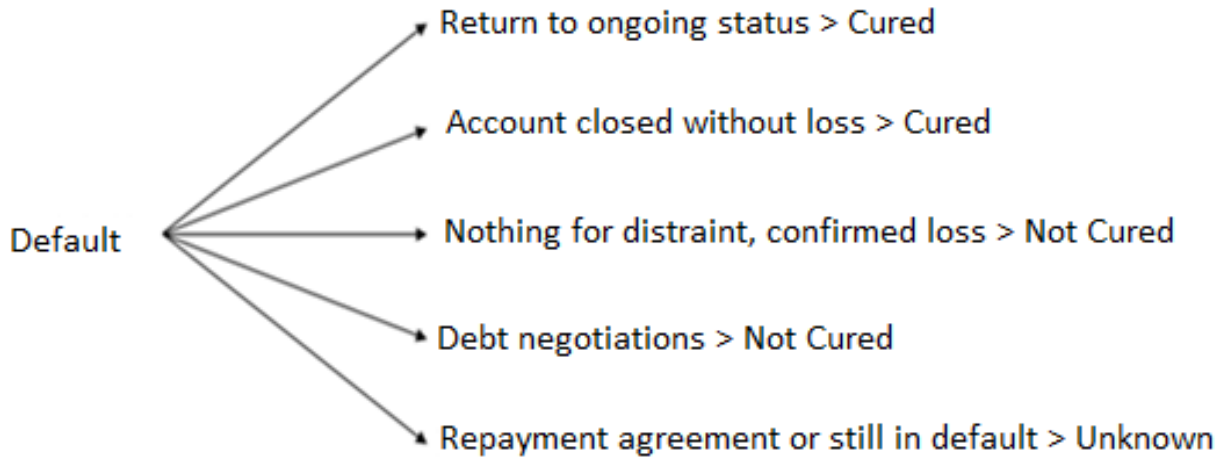 Return to ongoing status > Cured
Account closed without loss > Cured
Default
Nothing for distraint, confirmed loss > Not Cured
Debt negotiations > Not Cured
Repayment agreement or still in default > Unknown